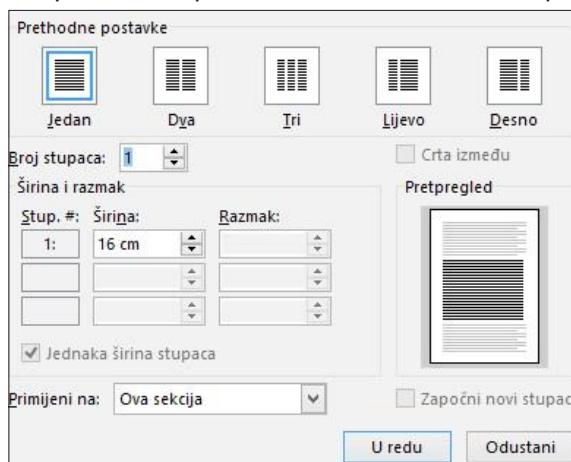 Prethodne postavke
Jedan Dva Tri Lijevo Desno
Broj stupaca: 1 Crta između
Širina i razmak Pretpregled
Stup. #: Širina: Razmak:
1: 16 cm
Jednaka širina stupaca
Primijeni na: Ova sekcija Započni novi stupac
U redu Odustani